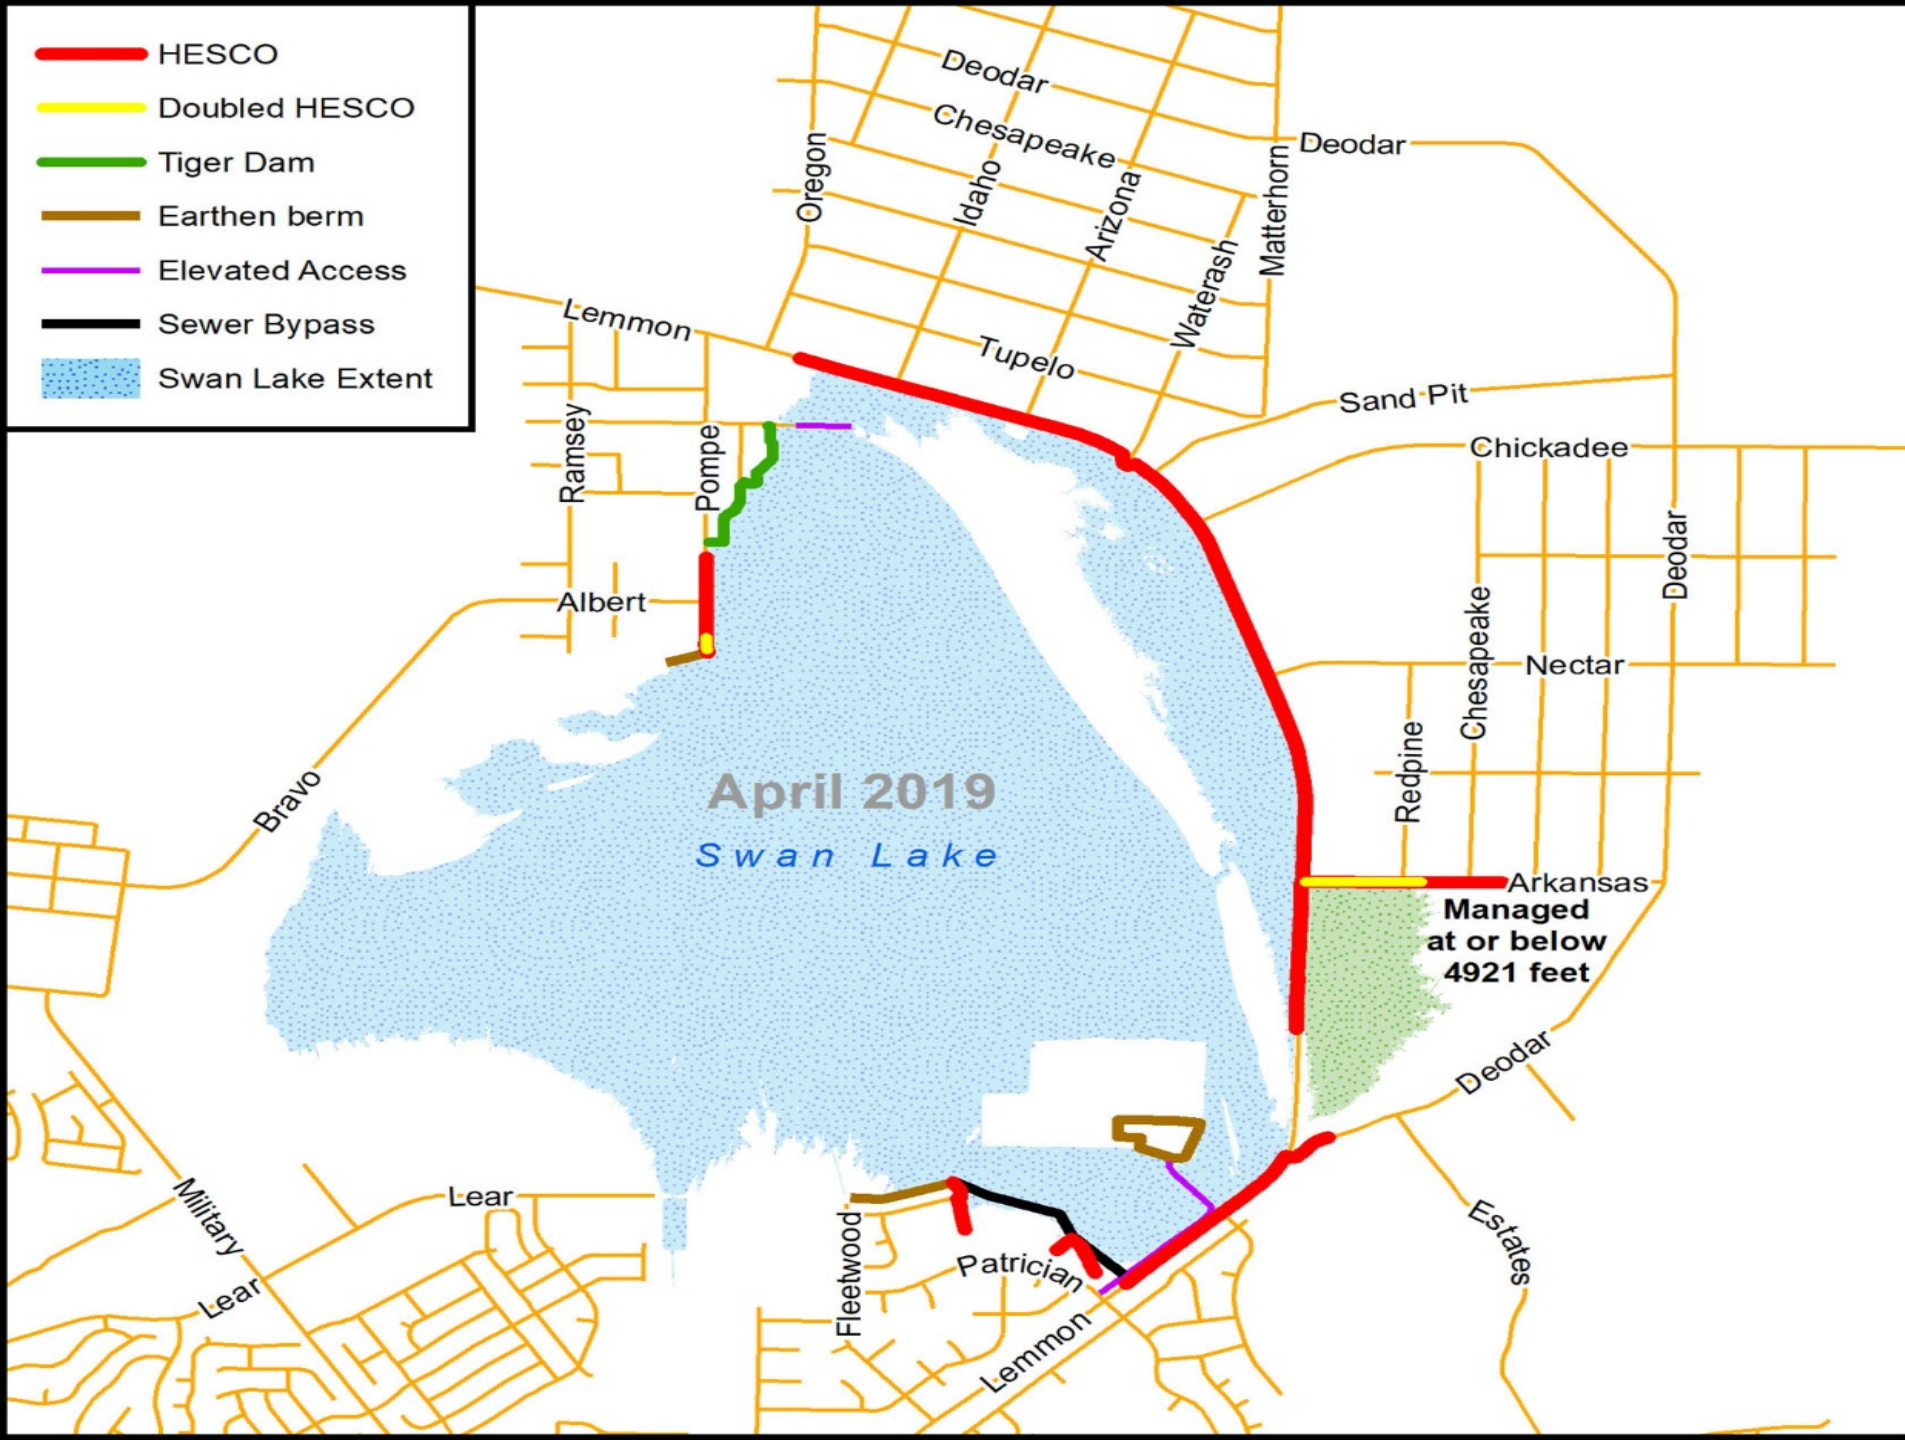 HESCO
Doubled HESCO
Tiger Dam
Earthen berm
Elevated Access
Sewer Bypass
Swan Lake Extent
Deodar
Chesapeake
Deodar
Oregon
Idaho
Arizona
Waterash
Matterhorn
Lemmon
Tupelo
Sand Pit
Chickadee
Ramsey
Pompe
Deodar
Albert
Chesapeake
Nectar
Redpine
Bravo
April 2019
Swan Lake
Arkansas
Managed
at or below
4921 feet
Deodar
Military
Lear
Lear
Fleetwood
Patrician
Lemmon
Estates